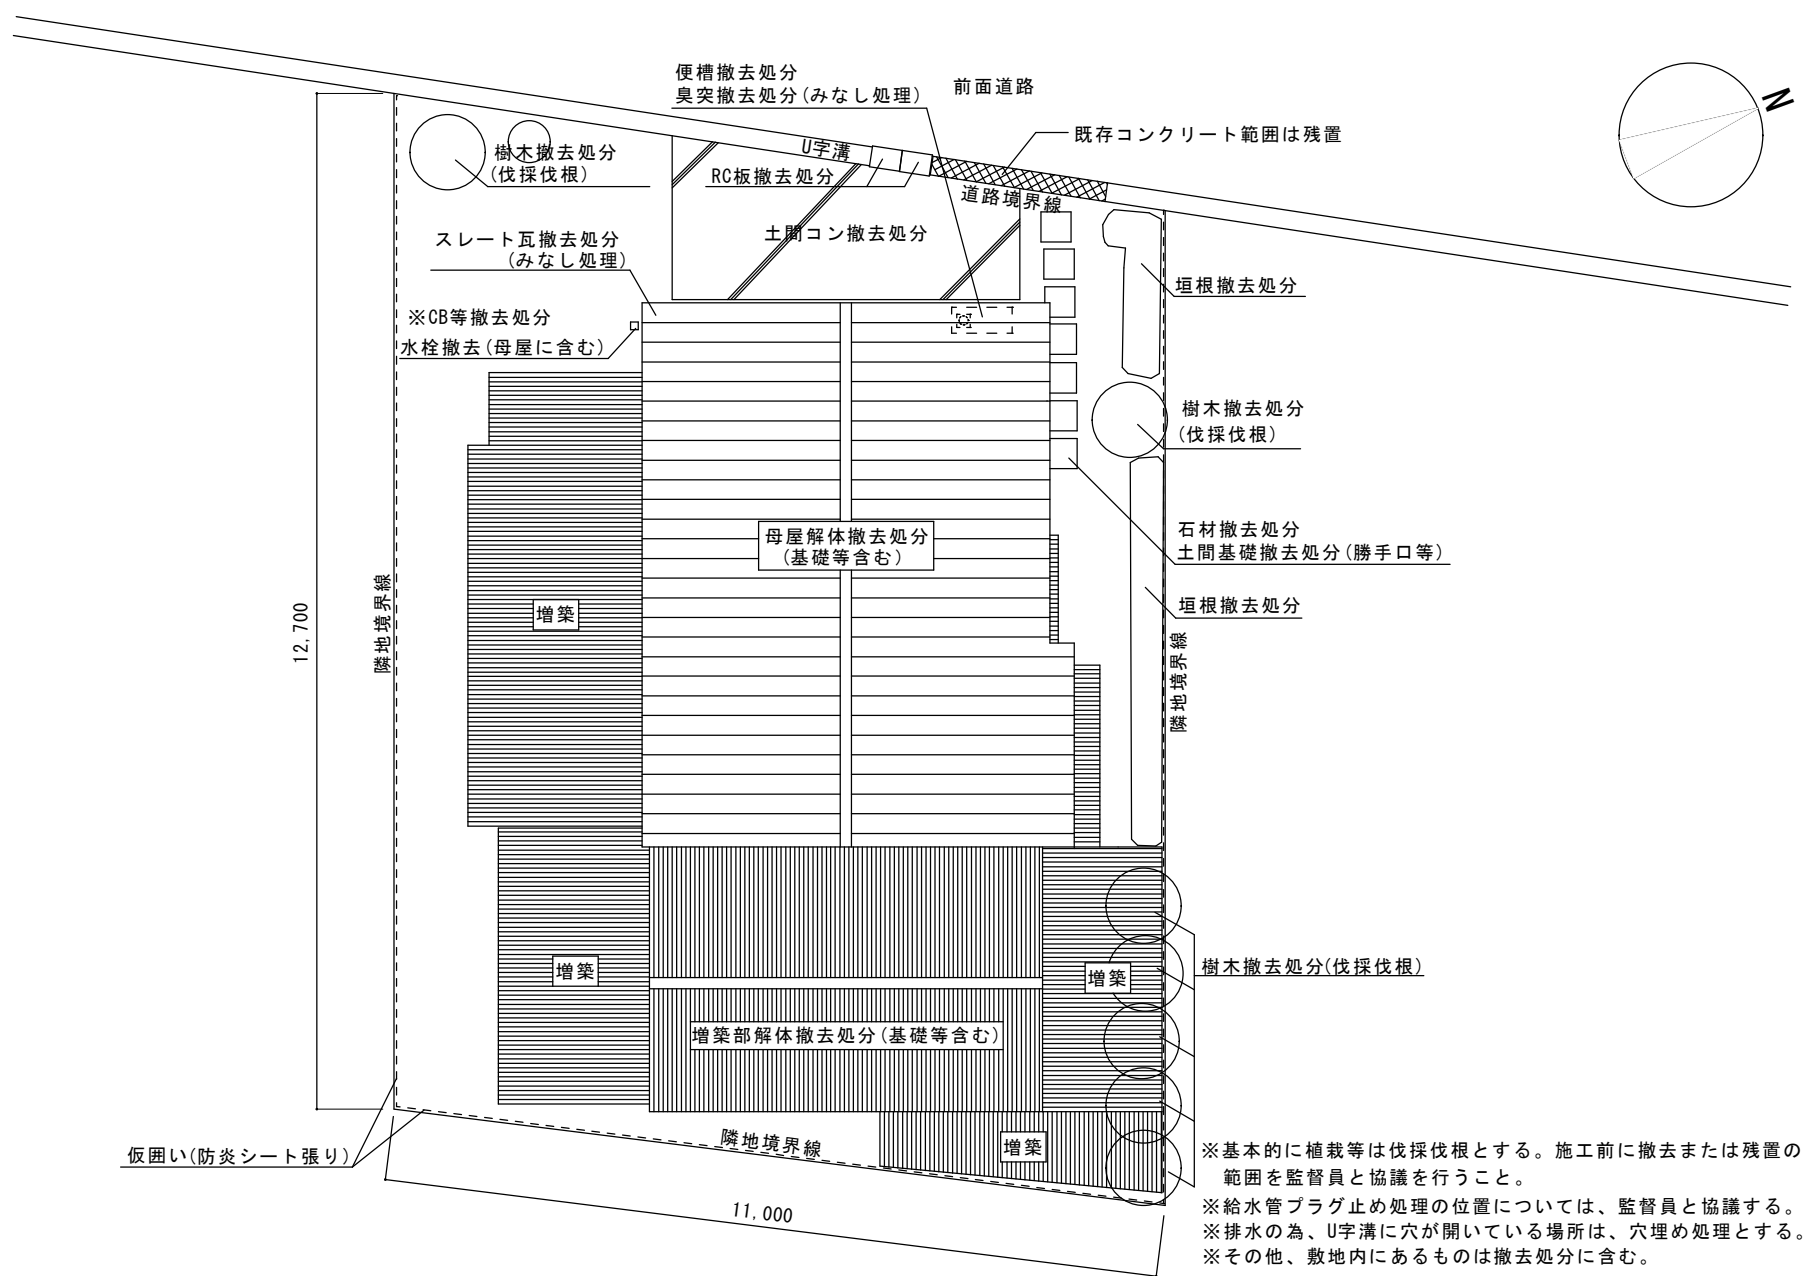 便槽撤去処分
臭突撤去処分(みなし処理)
前面道路
N
既存コンクリート範囲は残置
U字溝
樹木撤去処分
(伐採伐根)
RC板撤去処分
道路境界線
土間コン撤去処分
スレート瓦撤去処分
(みなし処理)
垣根撤去処分
※CB等撤去処分
水栓撤去(母屋に含む)
樹木撤去処分
(伐採伐根)
母屋解体撤去処分
(基礎等含む)
石材撤去処分
土間基礎撤去処分(勝手口等)
垣根撤去処分
増築
隣地境界線
12,700
隣地境界線
増築
増築
樹木撤去処分(伐採伐根)
増築部解体撤去処分(基礎等含む)
隣地境界線
増築
仮囲い(防炎シート張り)
11,000
※基本的に植栽等は伐採伐根とする。施工前に撤去または残置の
範囲を監督員と協議を行うこと。
※給水管プラグ止め処理の位置については、監督員と協議する。
※排水の為、U字溝に穴が開いている場所は、穴埋め処理とする。
※その他、敷地内にあるものは撤去処分に含む。